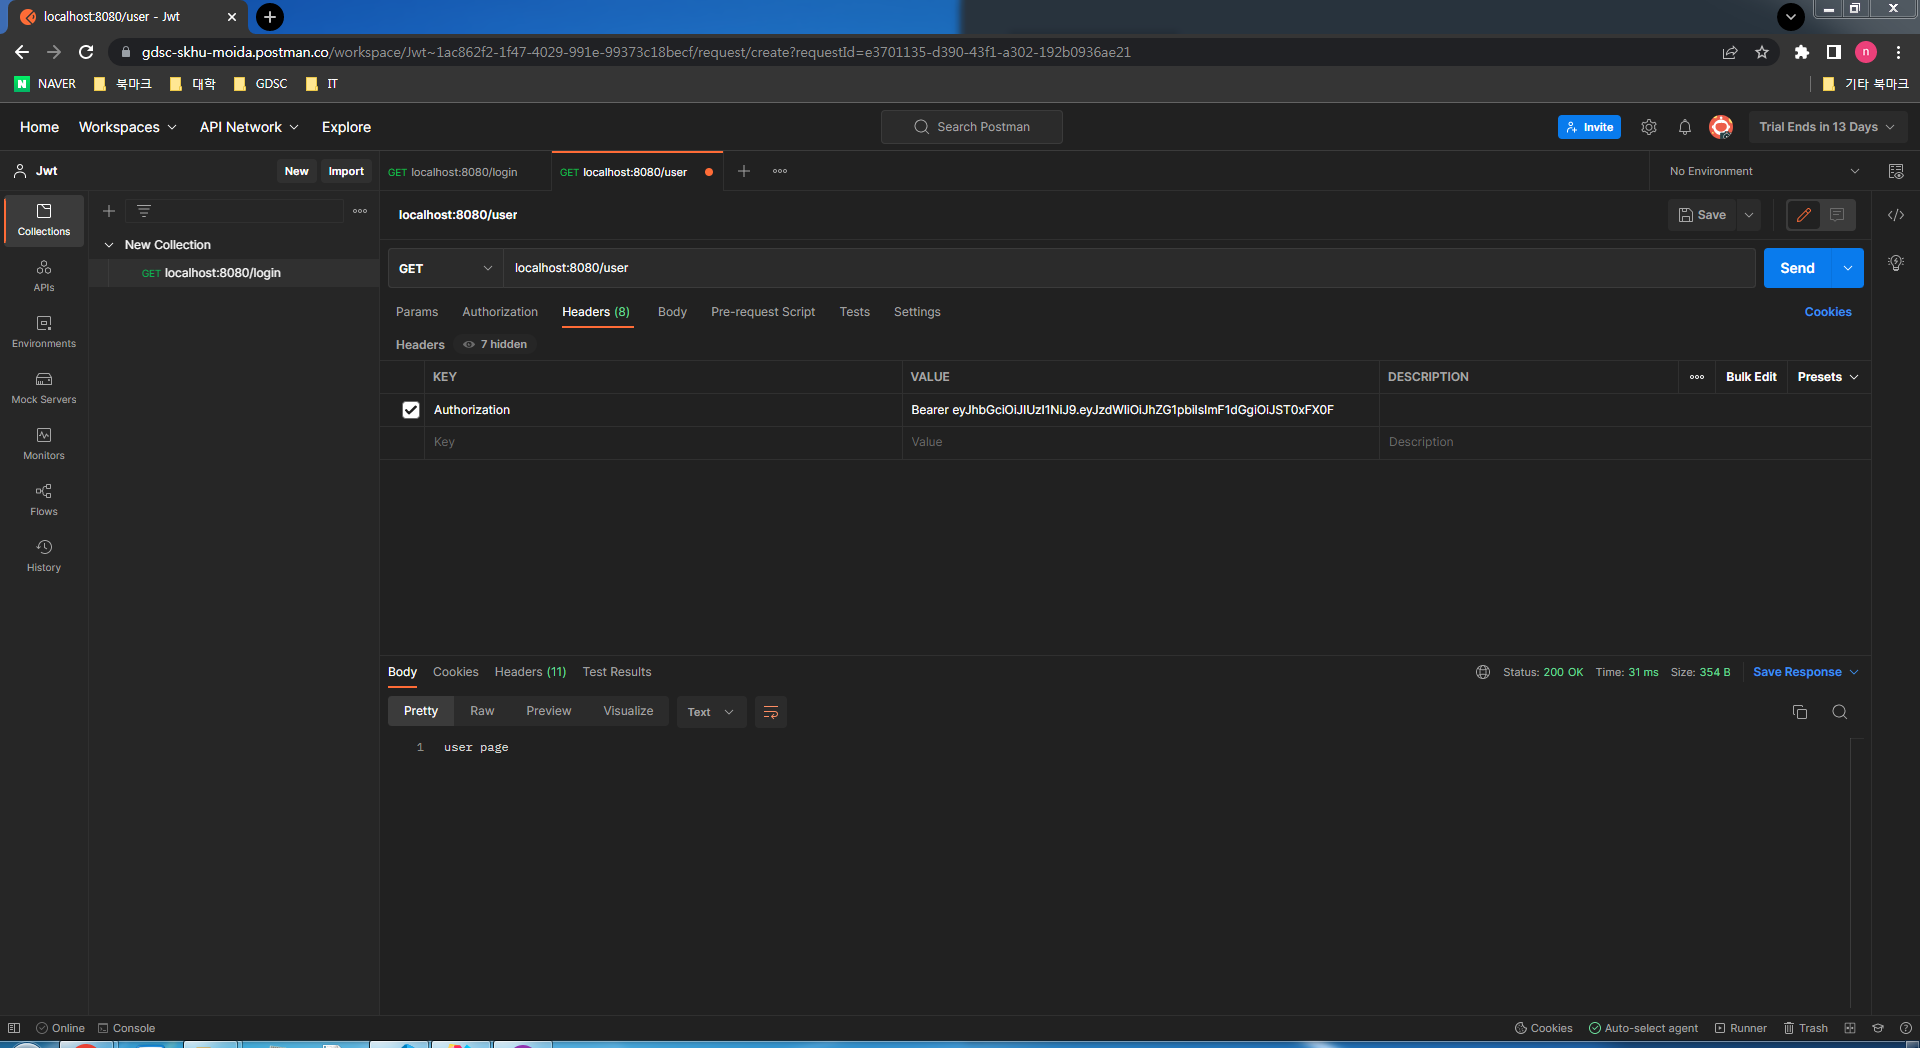 localhost:8080/user - Jwt
gdsc-skhu-moida.postman.co/workspace/Jwt~1ac862f2-1f47-4029-991e-99373c18becf/request/create?requestId=e3701135-d390-43f1-a302-192b0936ae21
n
N NAVER 북마크 대학 GDSC IT 기타 북마크
Home Workspaces API Network Explore Search Postman Invite Trial Ends in 13 Days
Jwt New Import GET localhost:8080/login GET localhost:8080/user No Environment
Collections
APIs
Environments
Mock Servers
Monitors
Flows
History
New Collection
GET localhost:8080/login
localhost:8080/user Save
GET localhost:8080/user Send
Params Authorization Headers (8) Body Pre-request Script Tests Settings Cookies
Headers 7 hidden
KEY VALUE DESCRIPTION Bulk Edit Presets
Authorization Bearer eyJhbGciOiJIUzI1NiJ9.eyJzdWIiOiJhZG1pbiIsImF1dGgiOiJST0xFX0F
Key Value Description
Body Cookies Headers (11) Test Results Status: 200 OK Time: 31 ms Size: 354 B Save Response
Pretty Raw Preview Visualize Text
1 user page
Online Console Cookies Auto-select agent Runner Trash